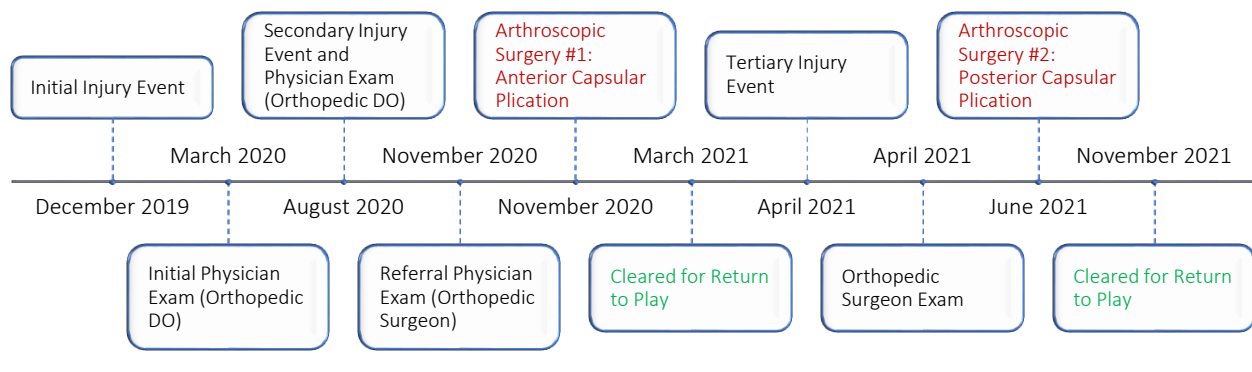 Initial Injury Event
Secondary Injury
Event and
Physician Exam
(Orthopedic DO)
Arthroscopic
Surgery #1:
Anterior Capsular
Plication
Tertiary Injury
Event
Arthroscopic
Surgery #2:
Posterior Capsular
Plication
March 2020
November 2020
March 2021
April 2021
November 2021
December 2019
August 2020
November 2020
April 2021
June 2021
Initial Physician
Exam (Orthopedic
DO)
Referral Physician
Exam (Orthopedic
Surgeon)
Cleared for Return
to Play
Orthopedic
Surgeon Exam
Cleared for Return
to Play